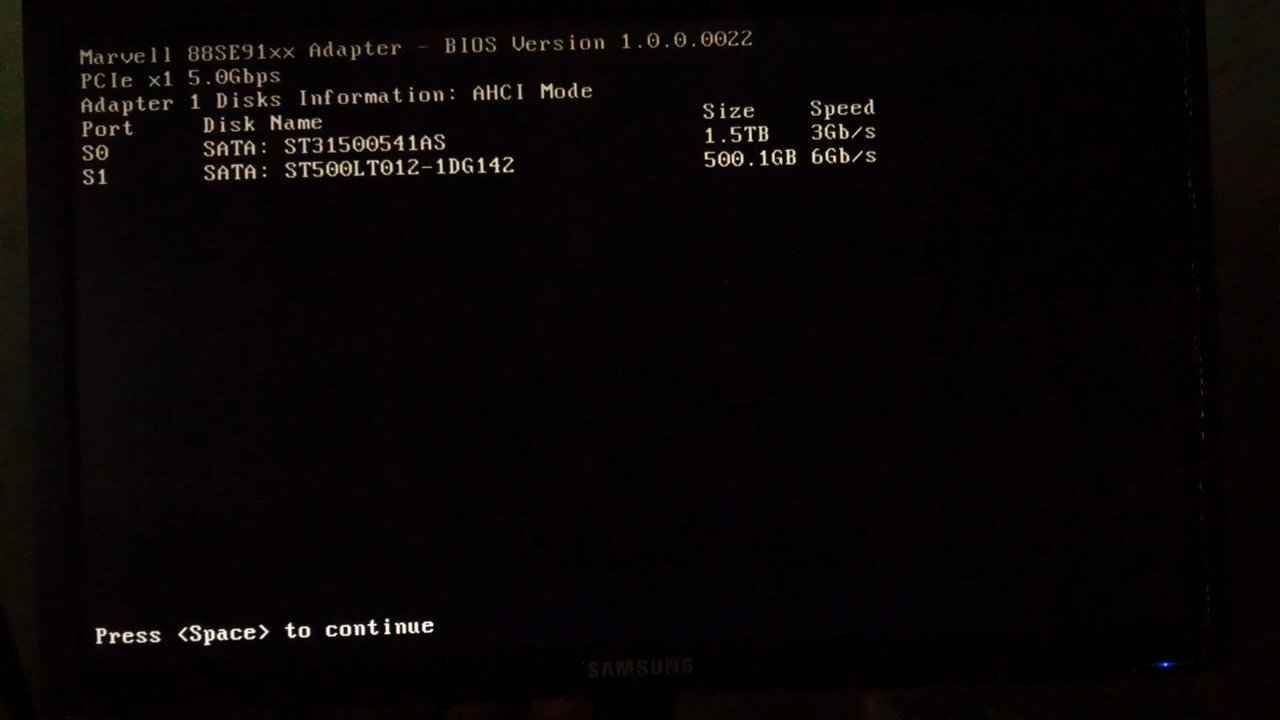 Marvell 88SE91xx Adapter - BIOS Version 1.0.0.0022
PCIe x1 5.0Gbps
Adapter 1 Disks Information: AHCI Mode
Port Disk Name Size Speed
S0 SATA: ST31500541AS 1.5TB 3Gb/s
S1 SATA: ST500LT012-1DG142 500.1GB 6Gb/s
Press <Space> to continue
SAMSUNG